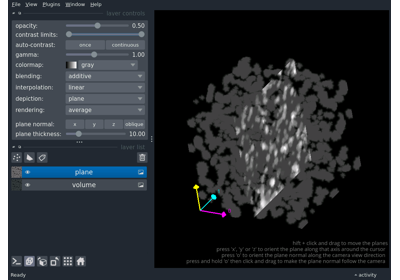 File View Plugins Window Help
layer controls
opacity: 0.50
contrast limits:
auto-contrast: once continuous
gamma: 1.00
colormap: gray
blending: additive
interpolation: linear
depiction: plane
rendering: average
plane normal: x y z oblique
plane thickness: 10.00
layer list
plane
volume
hift + click and drag to move the planes
press 'x', 'y' or 'z' to orient the plane along that axis around the cursor
press 'o' to orient the plane normal along the camera view direction
press and hold 'o' then click and drag to make the plane normal follow the camera
activity